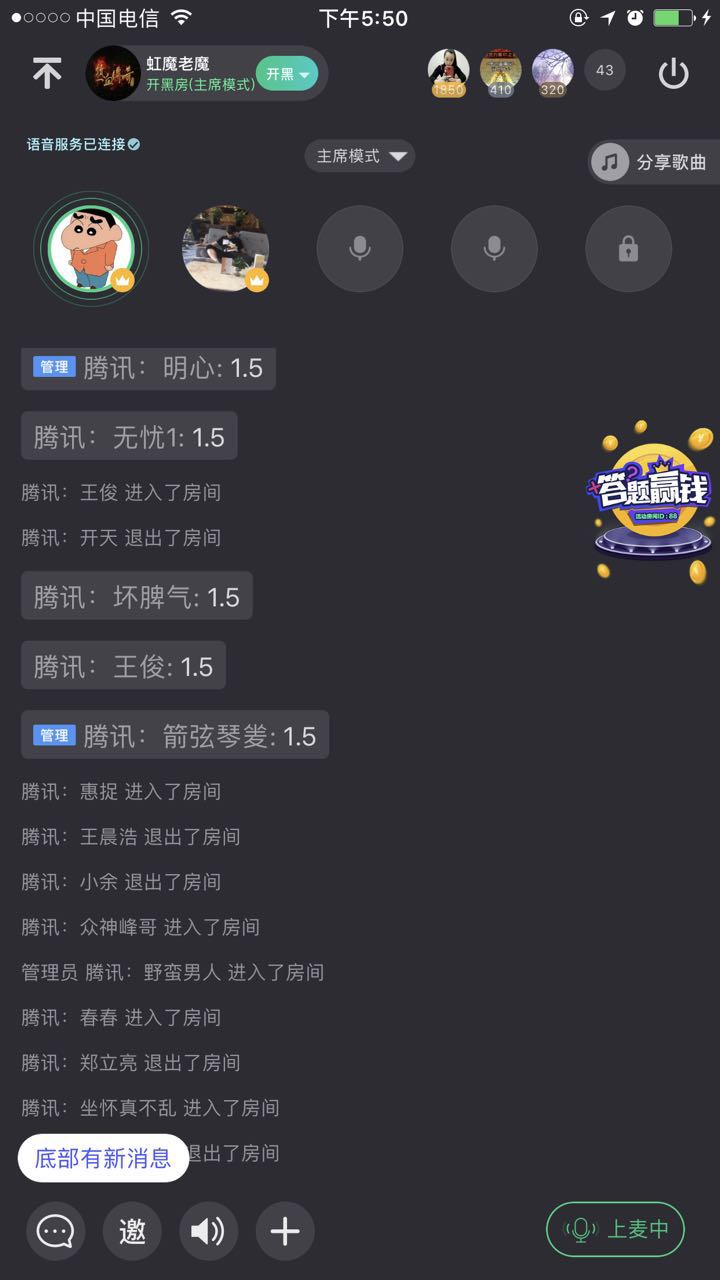 中国电信
下午5:50
虹魔老魔
开黑房(主席模式)
开黑
1850
410
320
43
语音服务已连接
主席模式
分享歌曲
管理 腾讯：明心: 1.5
腾讯：无忧1: 1.5
腾讯：王俊 进入了房间
腾讯：开天 退出了房间
答题赢钱
活动房间ID:88
腾讯：坏脾气: 1.5
腾讯：王俊: 1.5
管理 腾讯：箭弦琴夎: 1.5
腾讯：惠捉 进入了房间
腾讯：王晨浩 退出了房间
腾讯：小余 退出了房间
腾讯：众神峰哥 进入了房间
管理员 腾讯：野蛮男人 进入了房间
腾讯：春春 进入了房间
腾讯：郑立亮 退出了房间
腾讯：坐怀真不乱 进入了房间
退出了房间
底部有新消息
邀
上麦中